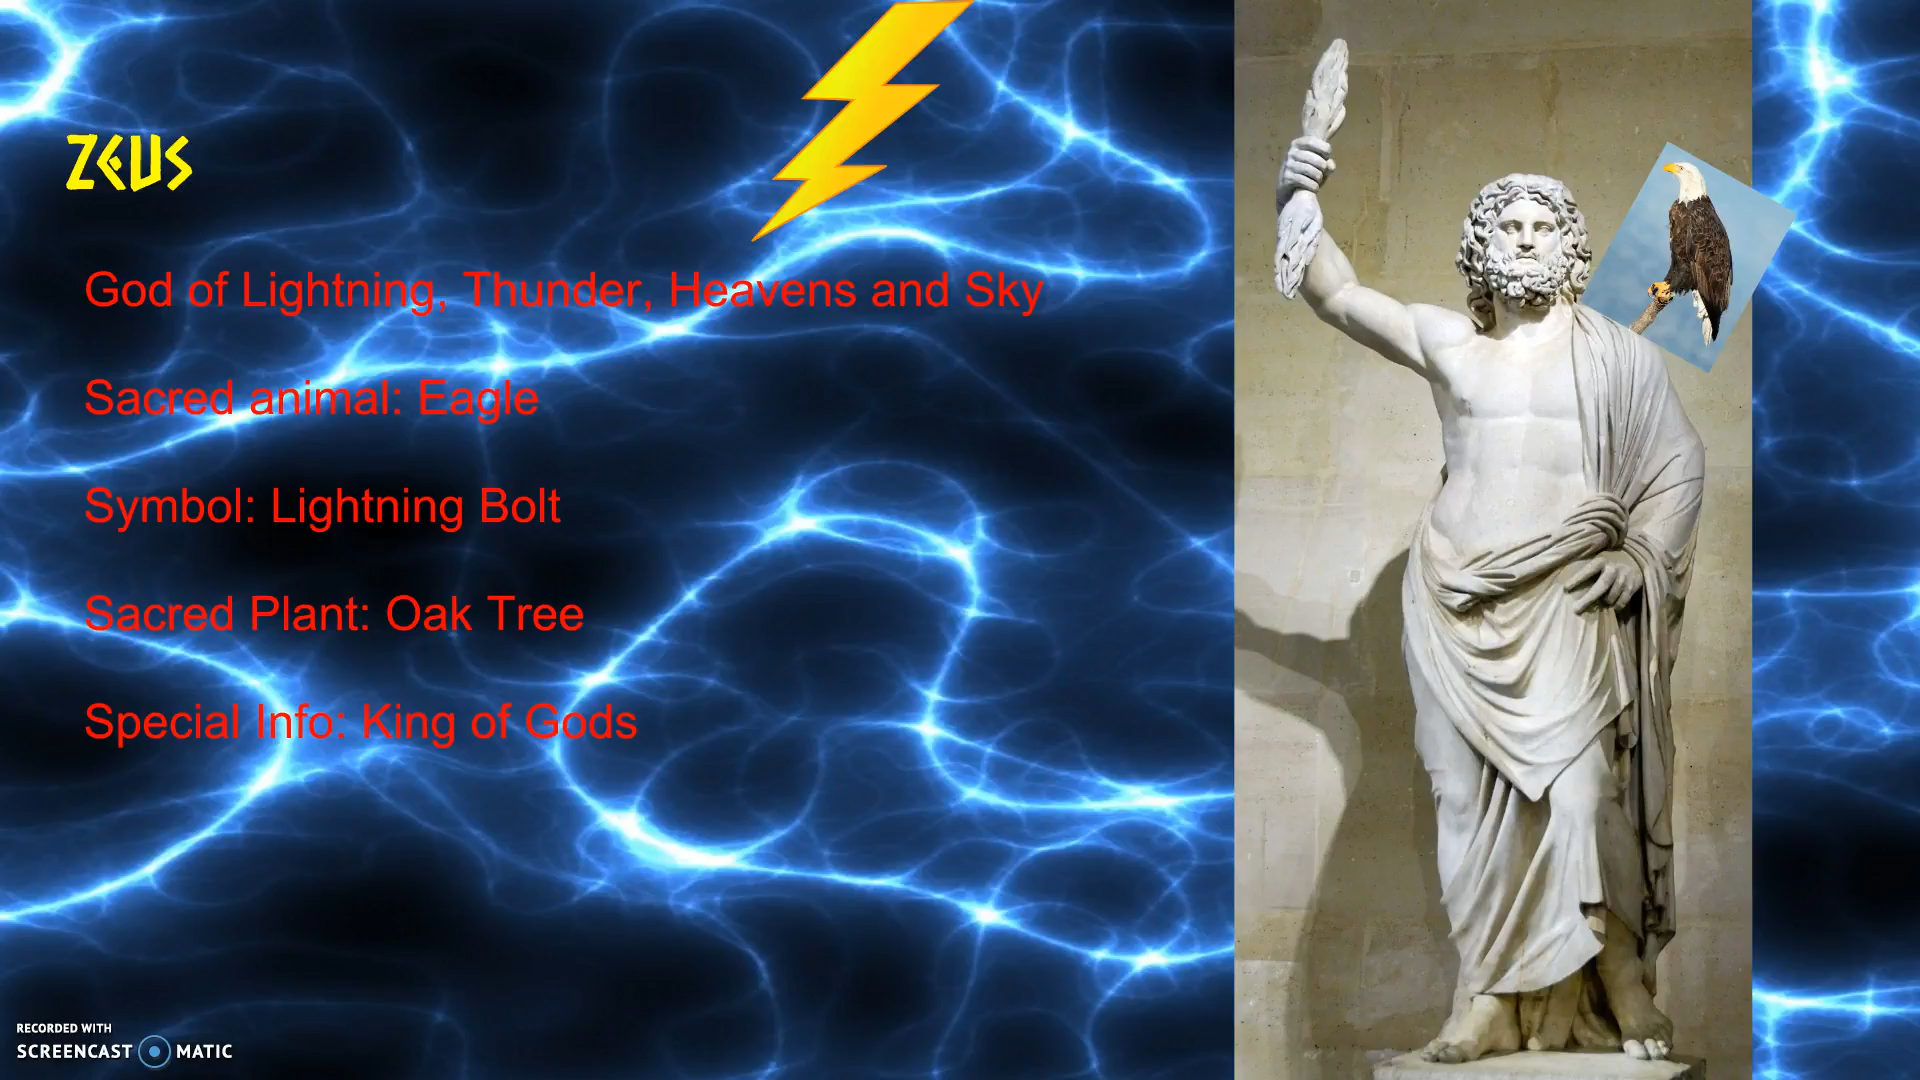 ZEUS
God of Lightning, Thunder, Heavens and Sky
Sacred animal: Eagle
Symbol: Lightning Bolt
Sacred Plant: Oak Tree
Special Info: King of Gods
RECORDED WITH
SCREENCAST MATIC